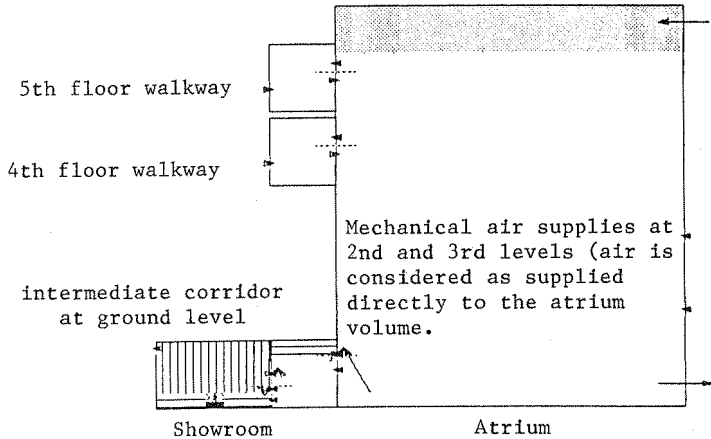 5th floor walkway
4th floor walkway
Mechanical air supplies at
2nd and 3rd levels (air is
considered as supplied
directly to the atrium
volume.
intermediate corridor
at ground level
Showroom
Atrium